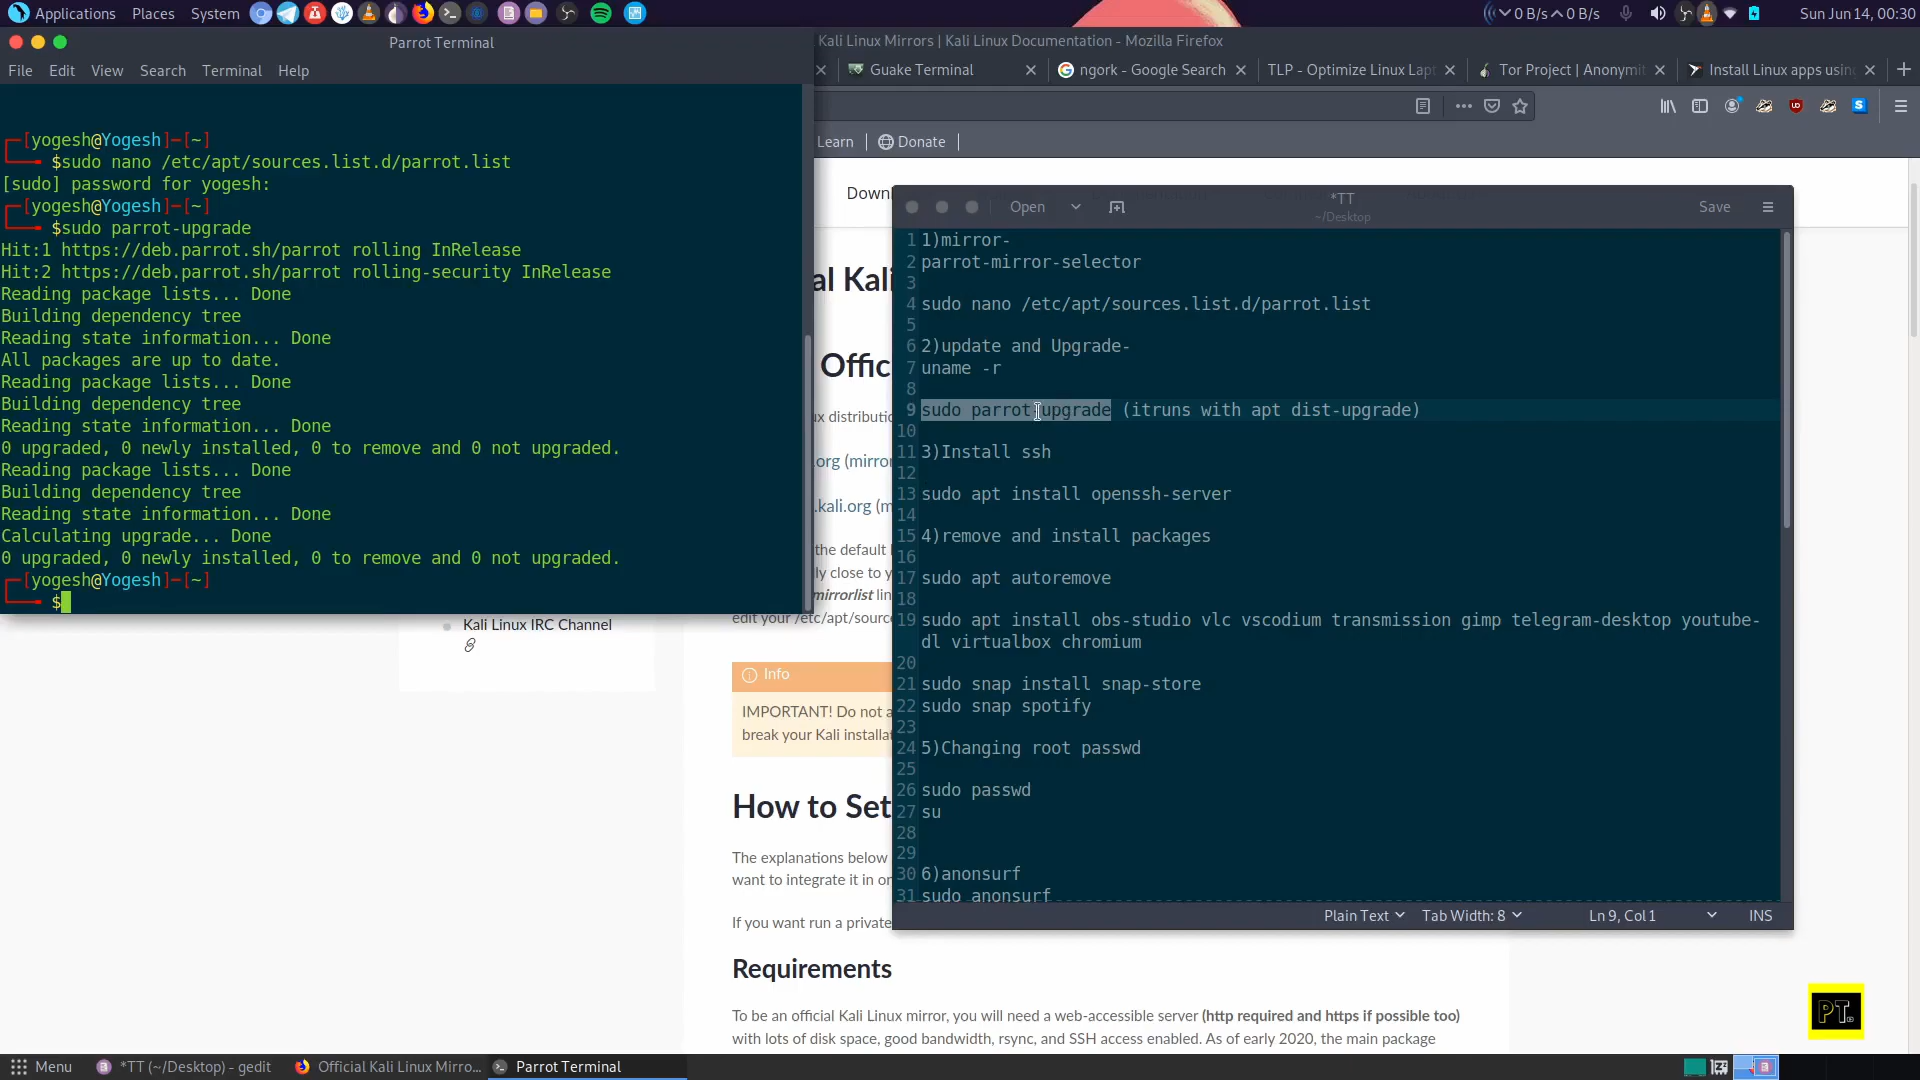 Applications Places System
0 B/s 0 B/s
Sun Jun 14, 00:30
Parrot Terminal
File Edit View Search Terminal Help
┌─[yogesh@Yogesh]─[~]
└──╼ $sudo nano /etc/apt/sources.list.d/parrot.list
[sudo] password for yogesh:
┌─[yogesh@Yogesh]─[~]
└──╼ $sudo parrot-upgrade
Hit:1 https://deb.parrot.sh/parrot rolling InRelease
Hit:2 https://deb.parrot.sh/parrot rolling-security InRelease
Reading package lists... Done
Building dependency tree
Reading state information... Done
All packages are up to date.
Reading package lists... Done
Building dependency tree
Reading state information... Done
0 upgraded, 0 newly installed, 0 to remove and 0 not upgraded.
Reading package lists... Done
Building dependency tree
Reading state information... Done
Calculating upgrade... Done
0 upgraded, 0 newly installed, 0 to remove and 0 not upgraded.
┌─[yogesh@Yogesh]─[~]
└──╼ $
Kali Linux Mirrors | Kali Linux Documentation - Mozilla Firefox
Guake Terminal
ngork - Google Search
TLP - Optimize Linux Lapt
Tor Project | Anonymit
Install Linux apps using
Learn
Donate
Down
al Kali
Offic
ux distributio
.org (mirror
.kali.org (m
the default
lly close to y
mirrorlist lin
edit your /etc/apt/source
Kali Linux IRC Channel
Info
IMPORTANT! Do not a
break your Kali installat
How to Set
The explanations below
want to integrate it in or
If you want run a private
Requirements
To be an official Kali Linux mirror, you will need a web-accessible server (http required and https if possible too)
with lots of disk space, good bandwidth, rsync, and SSH access enabled. As of early 2020, the main package
Open
*TT
~/Desktop
Save
1 1)mirror-
2 parrot-mirror-selector
3
4 sudo nano /etc/apt/sources.list.d/parrot.list
5
6 2)update and Upgrade-
7 uname -r
8
9 sudo parrot-upgrade (itruns with apt dist-upgrade)
10
11 3)Install ssh
12
13 sudo apt install openssh-server
14
15 4)remove and install packages
16
17 sudo apt autoremove
18
19 sudo apt install obs-studio vlc vscodium transmission gimp telegram-desktop youtube-
dl virtualbox chromium
20
21 sudo snap install snap-store
22 sudo snap spotify
23
24 5)Changing root passwd
25
26 sudo passwd
27 su
28
29
30 6)anonsurf
31 sudo anonsurf
Plain Text Tab Width: 8 Ln 9, Col 1 INS
PT.
Menu
*TT (~/Desktop) - gedit
Official Kali Linux Mirro...
Parrot Terminal